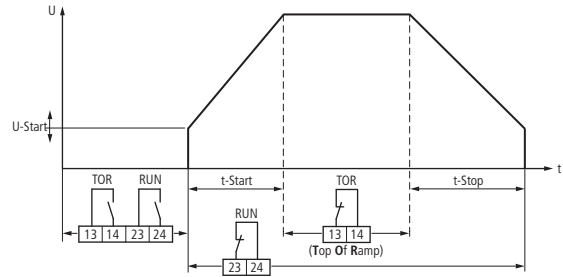 U
U-Start
t
TOR RUN
t-Start
TOR
t-Stop
13 14 23 24
RUN
13 14
(Top Of Ramp)
23 24